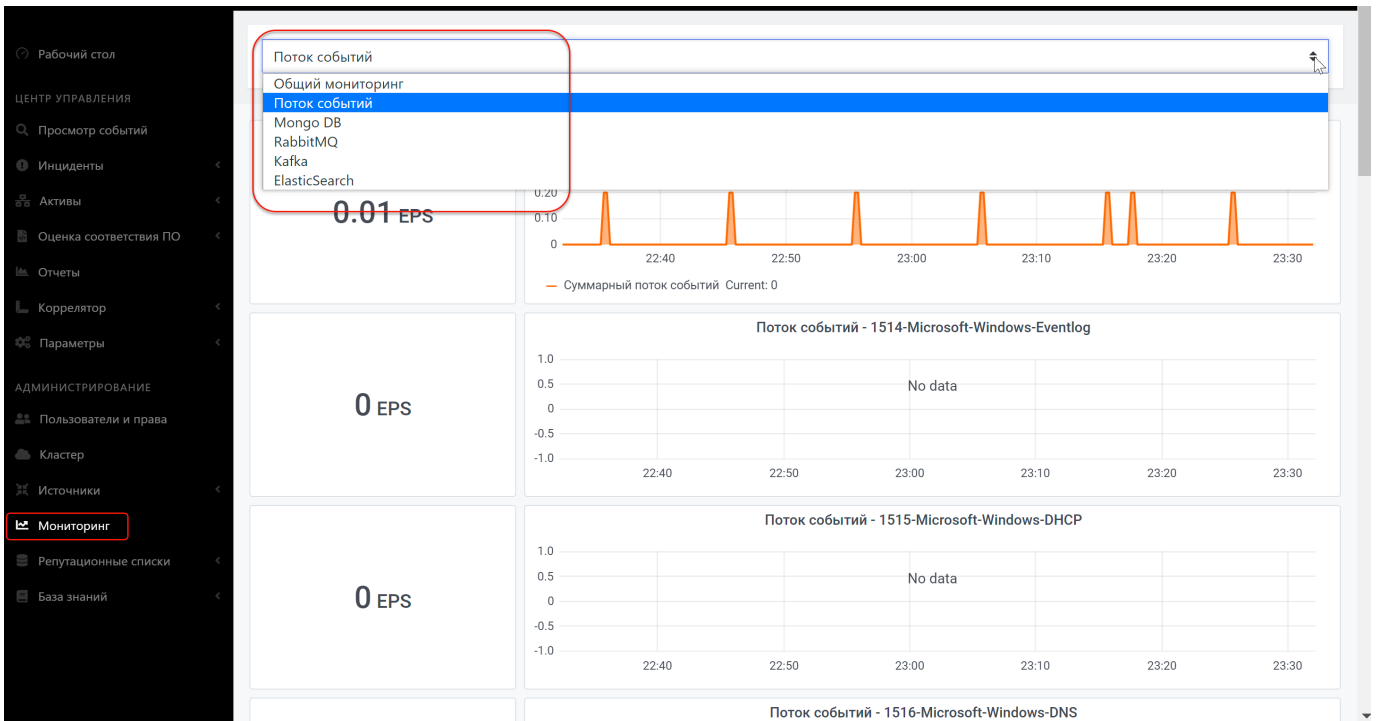 Рабочий стол
ЦЕНТР УПРАВЛЕНИЯ
Просмотр событий
Инциденты
Активы
Оценка соответствия ПО
Отчеты
Коррелятор
Параметры
АДМИНИСТРИРОВАНИЕ
Пользователи и права
Кластер
Источники
Мониторинг
Репутационные списки
База знаний
Поток событий
Общий мониторинг
Поток событий
Mongo DB
RabbitMQ
Kafka
ElasticSearch
0.01 EPS
0.20
0.10
0
22:40 22:50 23:00 23:10 23:20 23:30
Суммарный поток событий Current: 0
0 EPS
Поток событий - 1514-Microsoft-Windows-Eventlog
1.0
0.5
No data
0
-0.5
-1.0
22:40 22:50 23:00 23:10 23:20 23:30
0 EPS
Поток событий - 1515-Microsoft-Windows-DHCP
1.0
0.5
No data
0
-0.5
-1.0
22:40 22:50 23:00 23:10 23:20 23:30
Поток событий - 1516-Microsoft-Windows-DNS